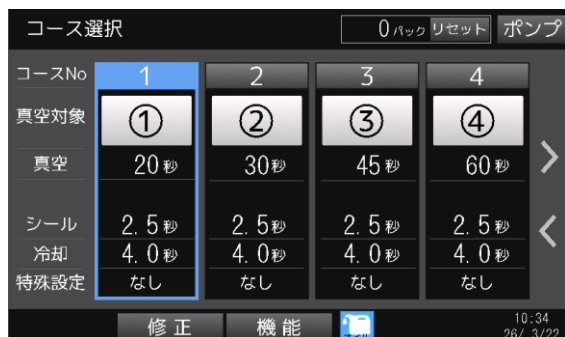 コース選択 0パック リセット ポンプ
コースNo 1 2 3 4
真空対象 ① ② ③ ④
真空 20秒 30秒 45秒 60秒
シール 2.5秒 2.5秒 2.5秒 2.5秒
冷却 4.0秒 4.0秒 4.0秒 4.0秒
特殊設定 なし なし なし なし
修正 機能 10:34
26/ 3/22